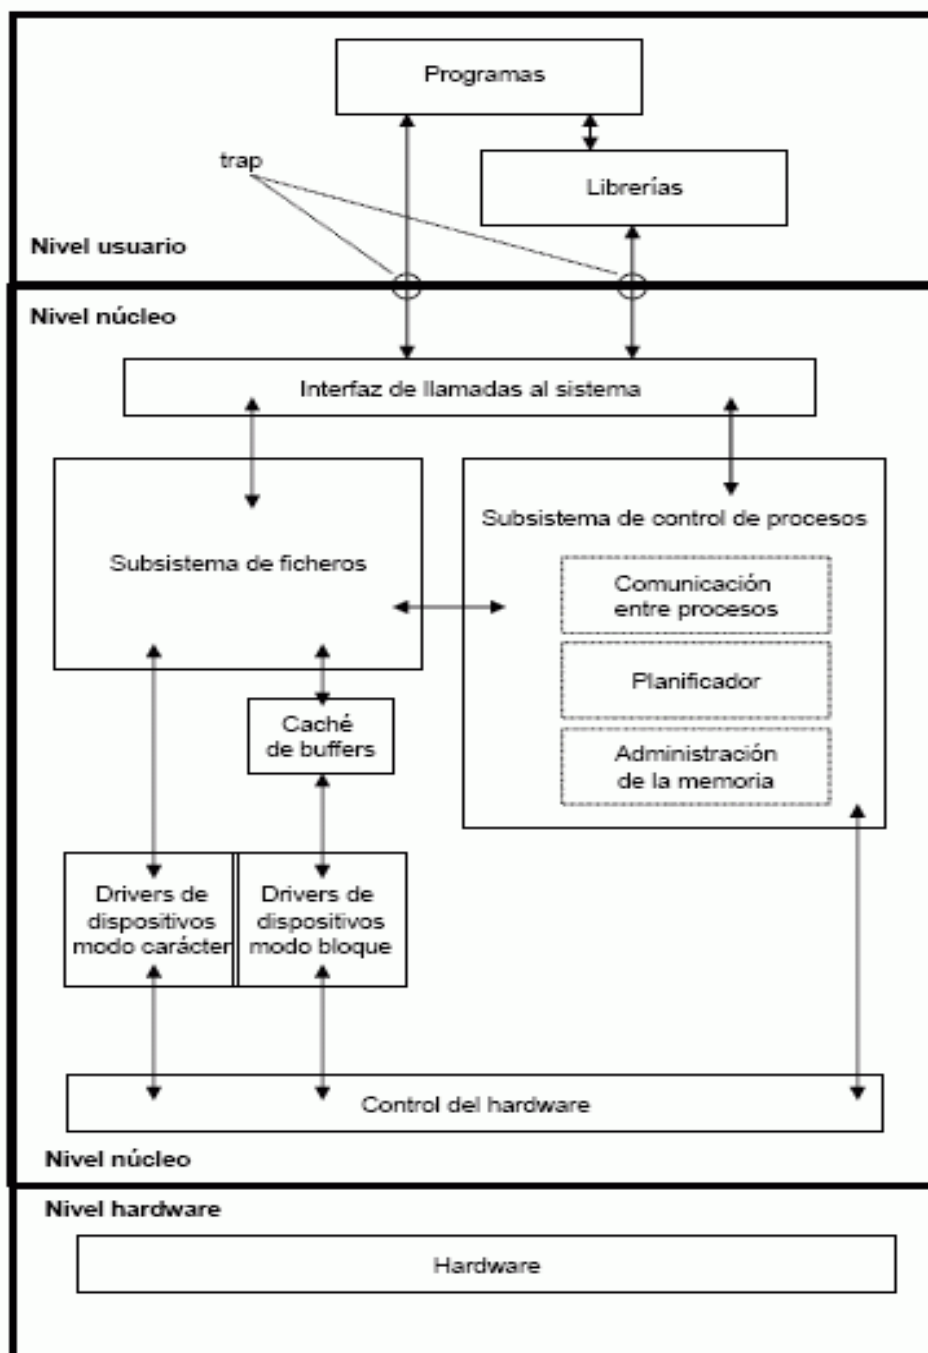 Programas
trap
Librerías
Nivel usuario
Nivel núcleo
Interfaz de llamadas al sistema
Subsistema de ficheros
Subsistema de control de procesos
Comunicación
entre procesos
Planificador
Administración
de la memoria
Caché
de buffers
Drivers de
dispositivos
modo carácter
Drivers de
dispositivos
modo bloque
Control del hardware
Nivel núcleo
Nivel hardware
Hardware